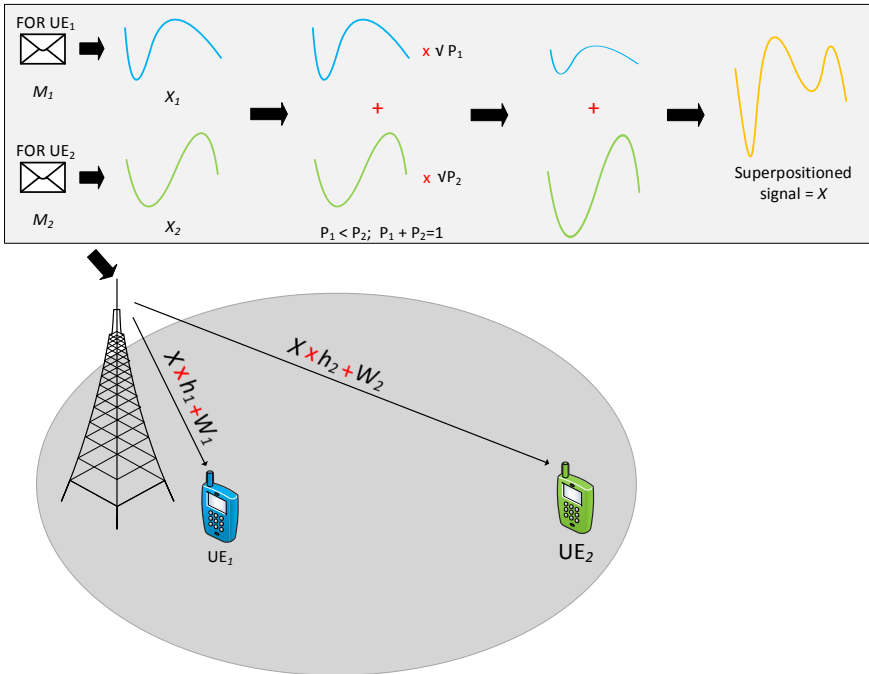 FOR UE1
M1
X1
x √ P1
+
+
FOR UE2
M2
X2
x √P2
P1 < P2; P1 + P2=1
Superpositioned
signal = X
X x h1 + W1
X x h2 + W2
UE1
UE2